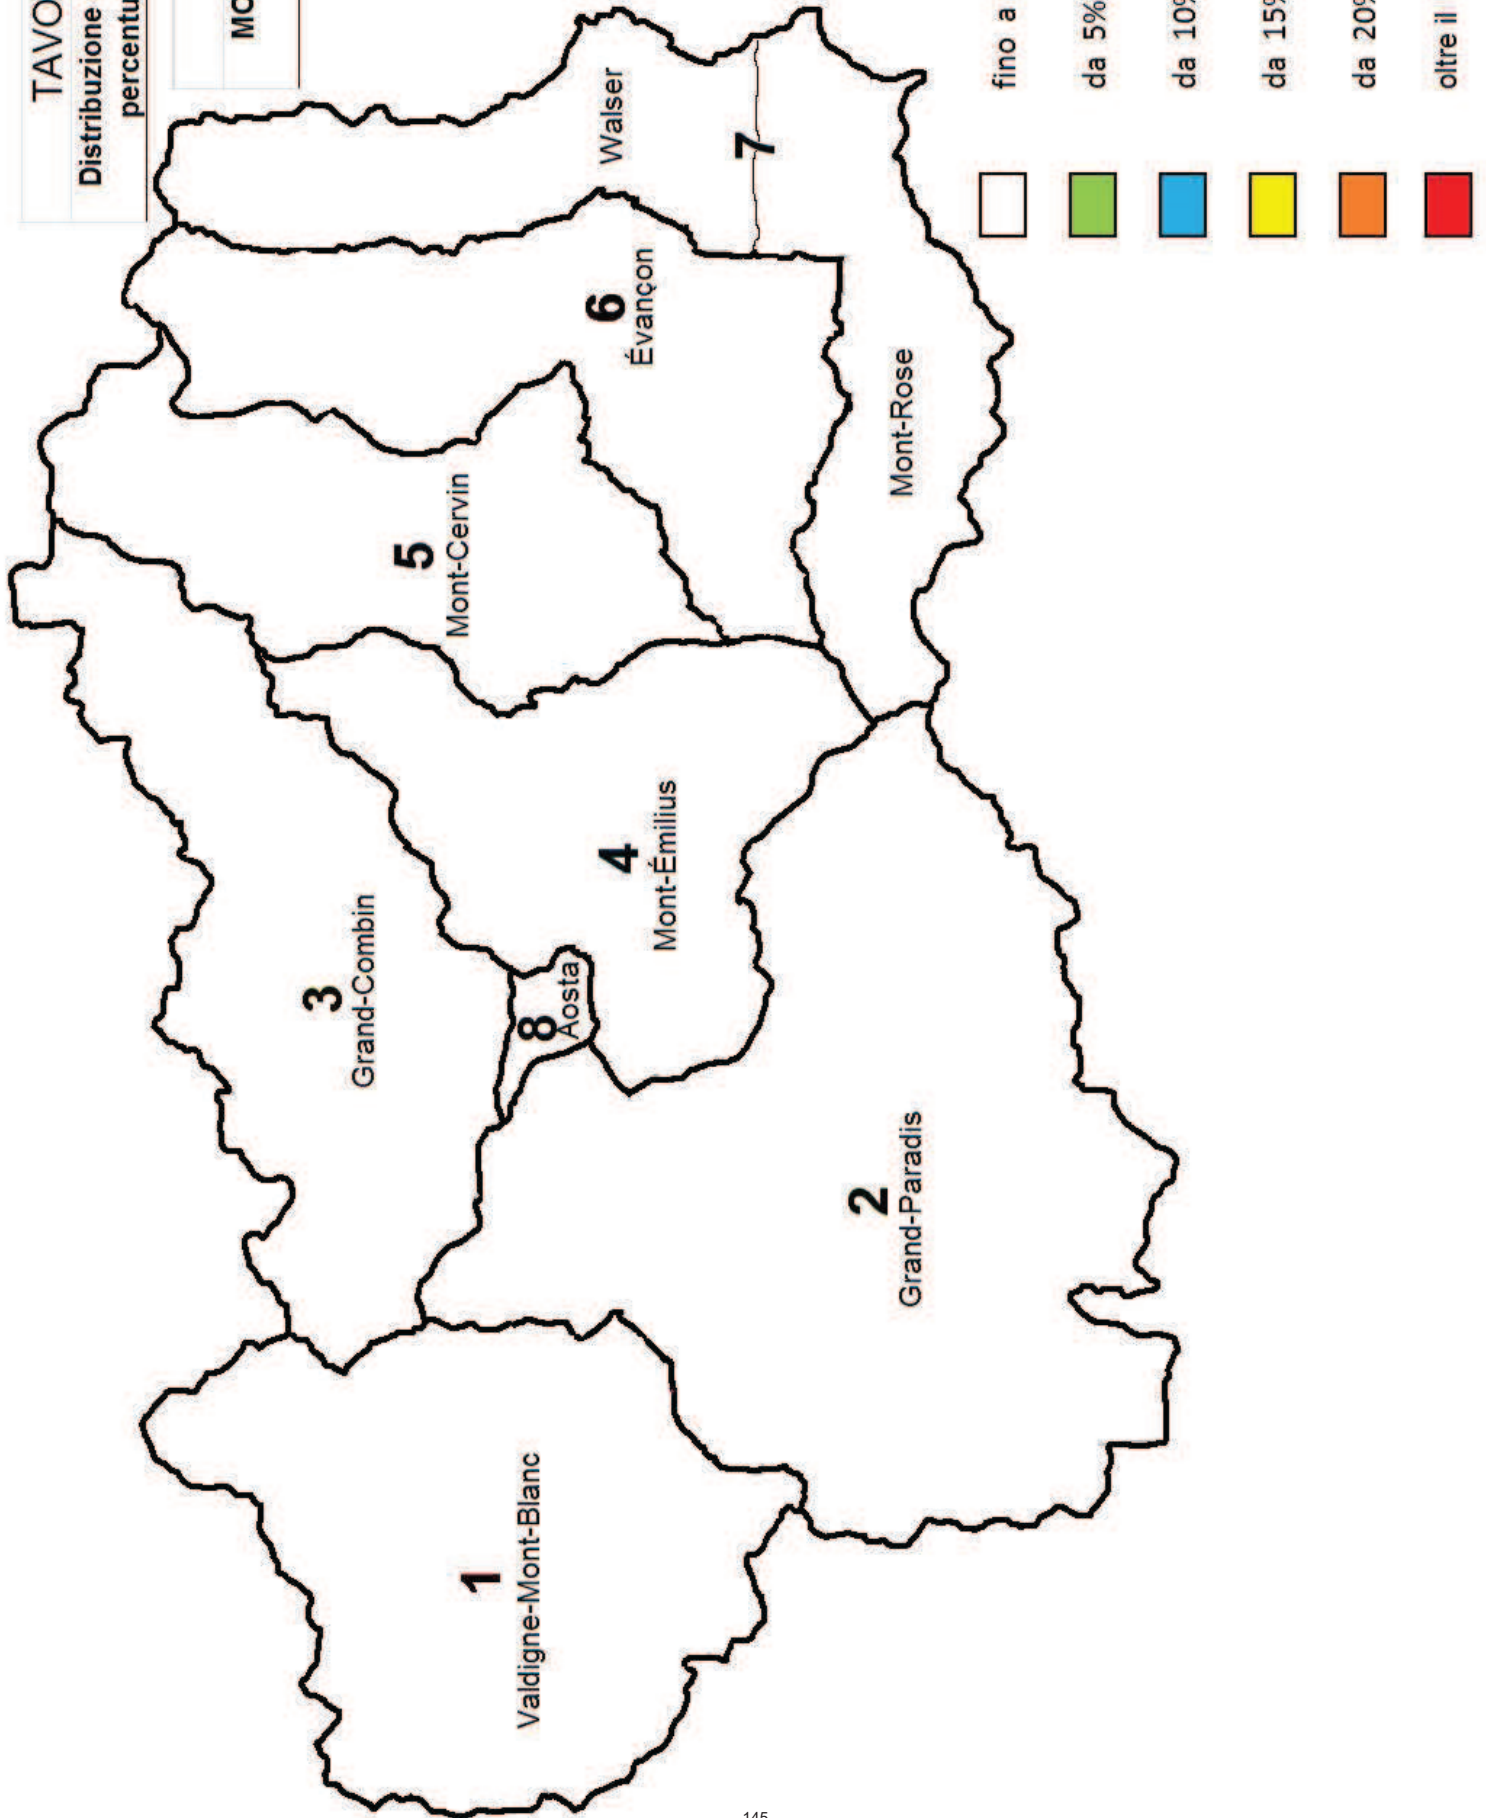 TAVO
Distribuzione
percentu
MO
Walser
7
6
Évançon
Mont-Rose
5
Mont-Cervin
4
Mont-Émilius
3
Grand-Combin
8
Aosta
2
Grand-Paradis
1
Valdigne-Mont-Blanc
fino a
da 5%
da 10%
da 15%
da 20%
oltre il
145